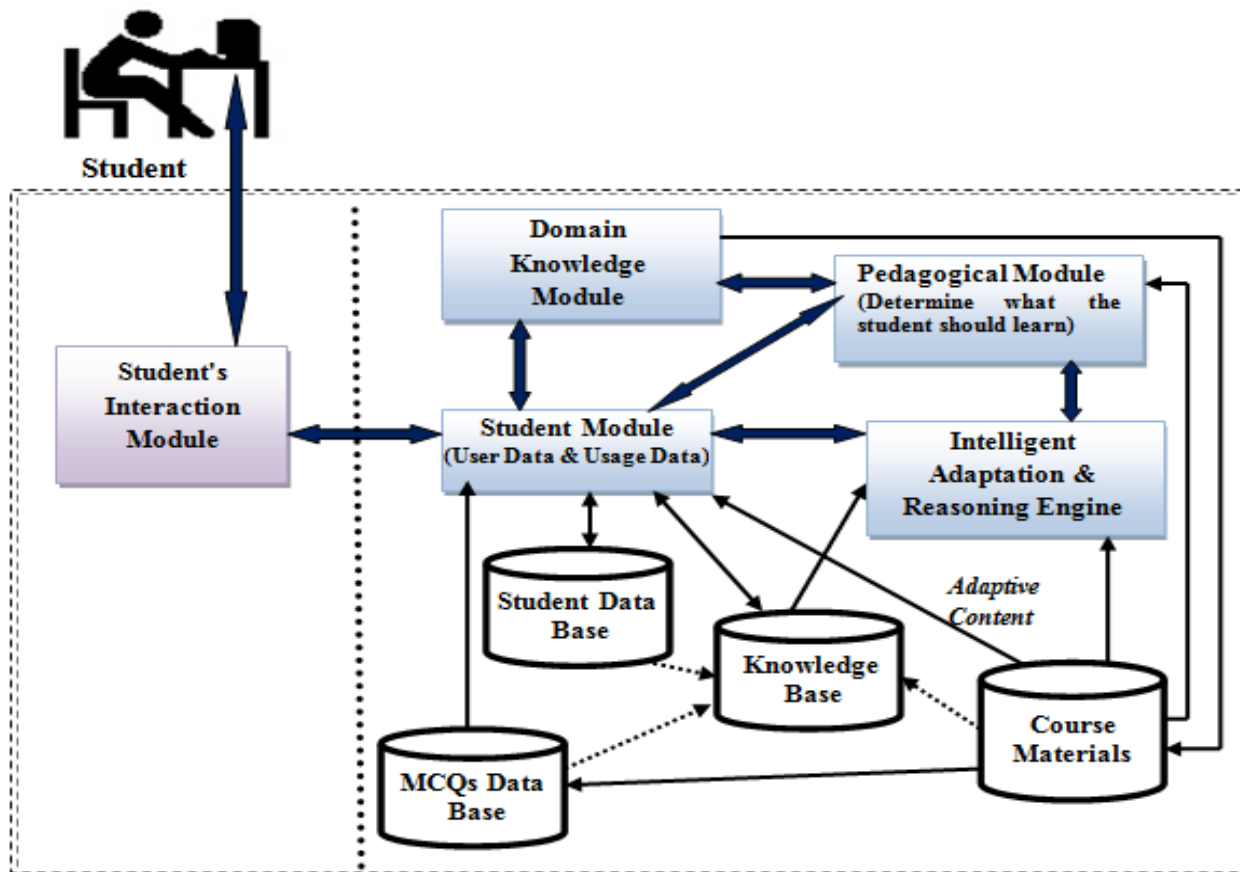 Student
Domain
Knowledge
Module
Pedagogical Module
(Determine what the
student should learn)
Student's
Interaction
Module
Student Module
(User Data & Usage Data)
Intelligent
Adaptation &
Reasoning Engine
Student Data
Base
Adaptive
Content
Knowledge
Base
Course
Materials
MCQs Data
Base